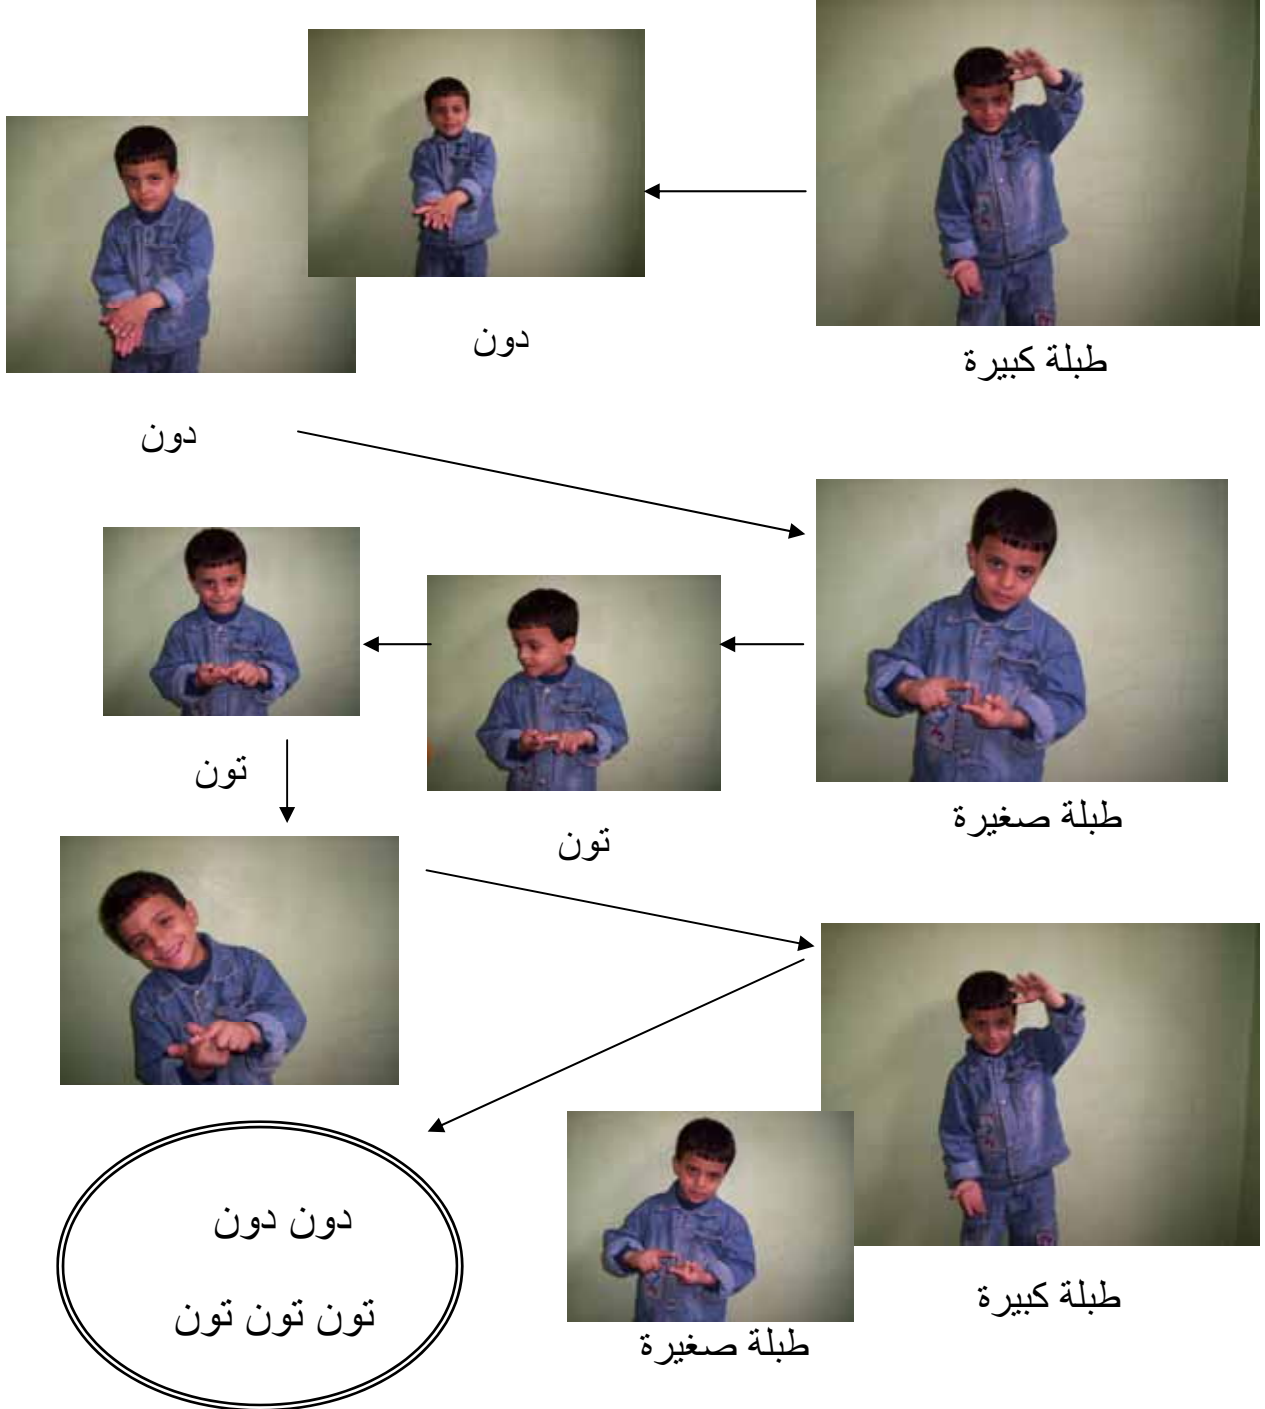 طبلة كبيرة
دون
دون
طبلة صغيرة
تون
تون
طبلة كبيرة
طبلة صغيرة
دون دون
تون تون تون